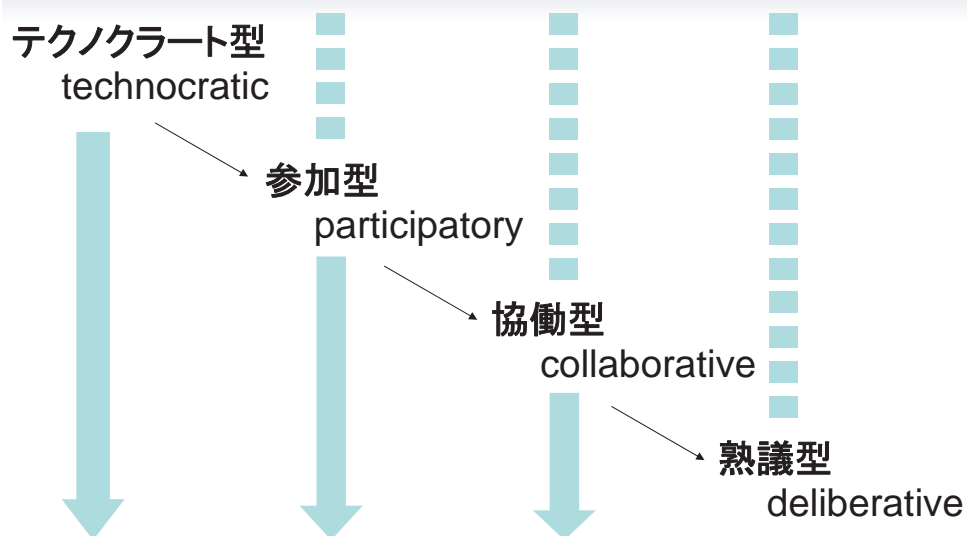 テクノクラート型
technocratic
参加型
participatory
協働型
collaborative
熟議型
deliberative